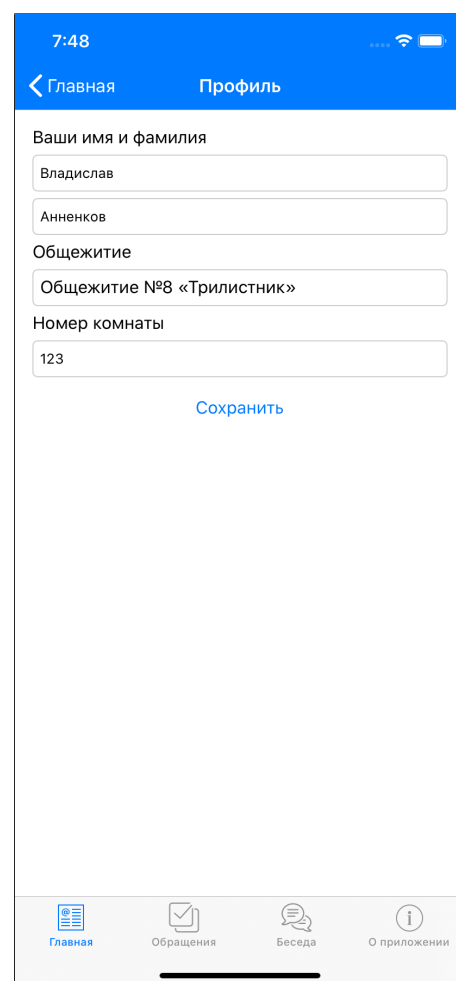 7:48
Главная Профиль
Ваши имя и фамилия
Владислав
Анненков
Общежитие
Общежитие №8 «Трилистник»
Номер комнаты
123
Сохранить
Главная Обращения Беседа О приложении